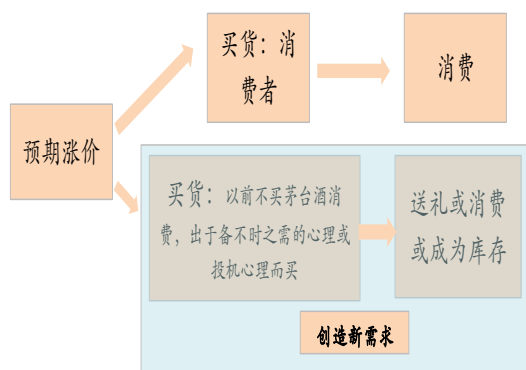 买货：消
费者
消费
预期涨价
买货：以前不买茅台酒消
费，出于备不时之需的心理或
投机心理而买
送礼或消费
或成为库存
创造新需求